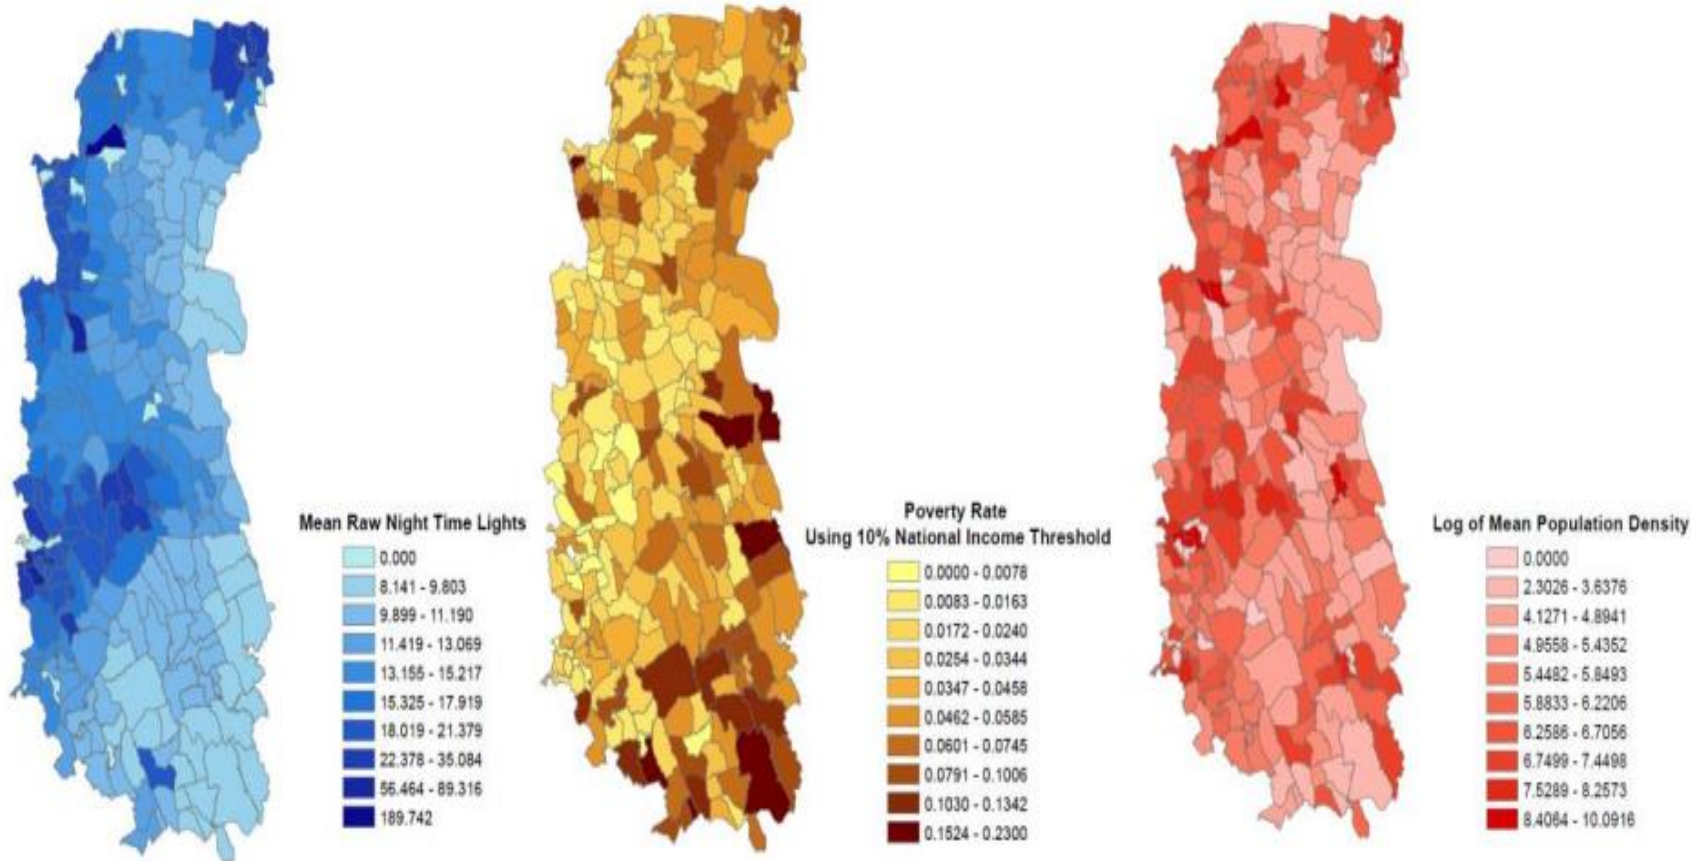 Mean Raw Night Time Lights
0.000
8.141 - 9.803
9.899 - 11.190
11.419 - 13.069
13.155 - 15.217
15.325 - 17.919
18.019 - 21.379
22.378 - 35.084
56.464 - 89.316
189.742
Poverty Rate
Using 10% National Income Threshold
0.0000 - 0.0078
0.0083 - 0.0163
0.0172 - 0.0240
0.0254 - 0.0344
0.0347 - 0.0458
0.0462 - 0.0585
0.0601 - 0.0745
0.0791 - 0.1006
0.1030 - 0.1342
0.1524 - 0.2300
Log of Mean Population Density
0.0000
2.3026 - 3.6376
4.1271 - 4.8941
4.9558 - 5.4352
5.4482 - 5.8493
5.8833 - 6.2206
6.2586 - 6.7056
6.7499 - 7.4498
7.5289 - 8.2573
8.4064 - 10.0916